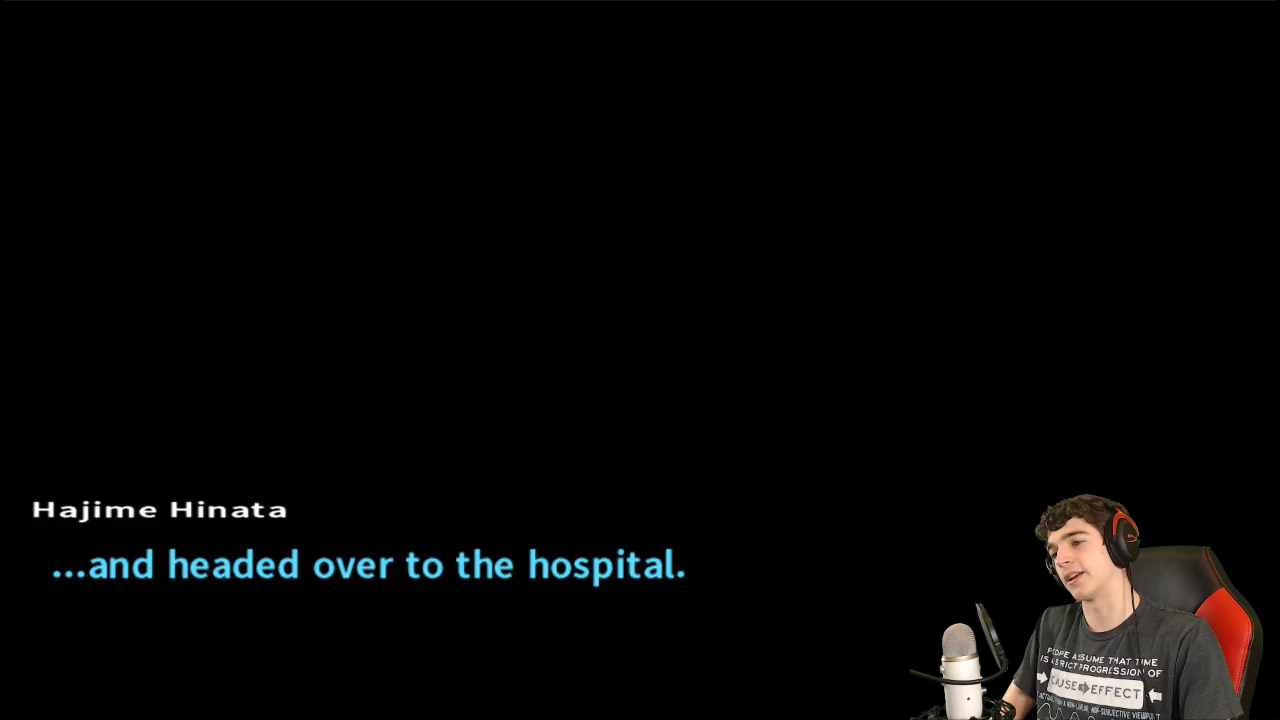 Hajime Hinata
...and headed over to the hospital.
PEOPLE ASSUME THAT TIME
IS A STRICT PROGRESSION OF
CAUSE EFFECT